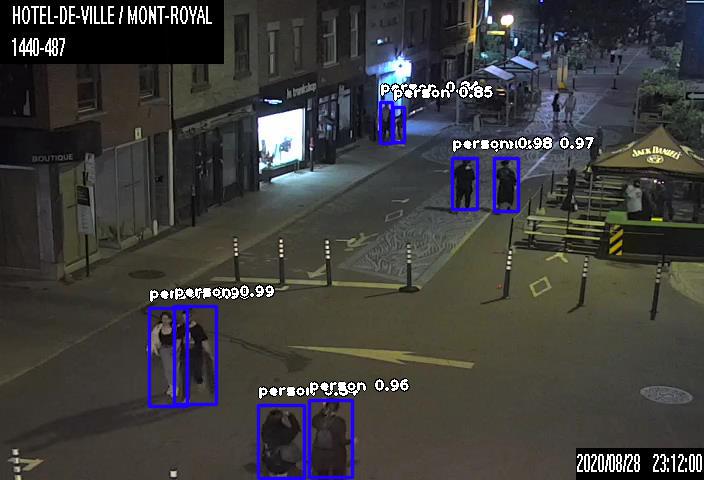 HOTEL-DE-VILLE / MONT-ROYAL
1440-487
person 0.85
person 0.98
0.97
JACK DANIEL'S
BOUTIQUE
person 0.99
person 0.96
2020/08/28 23:12:00